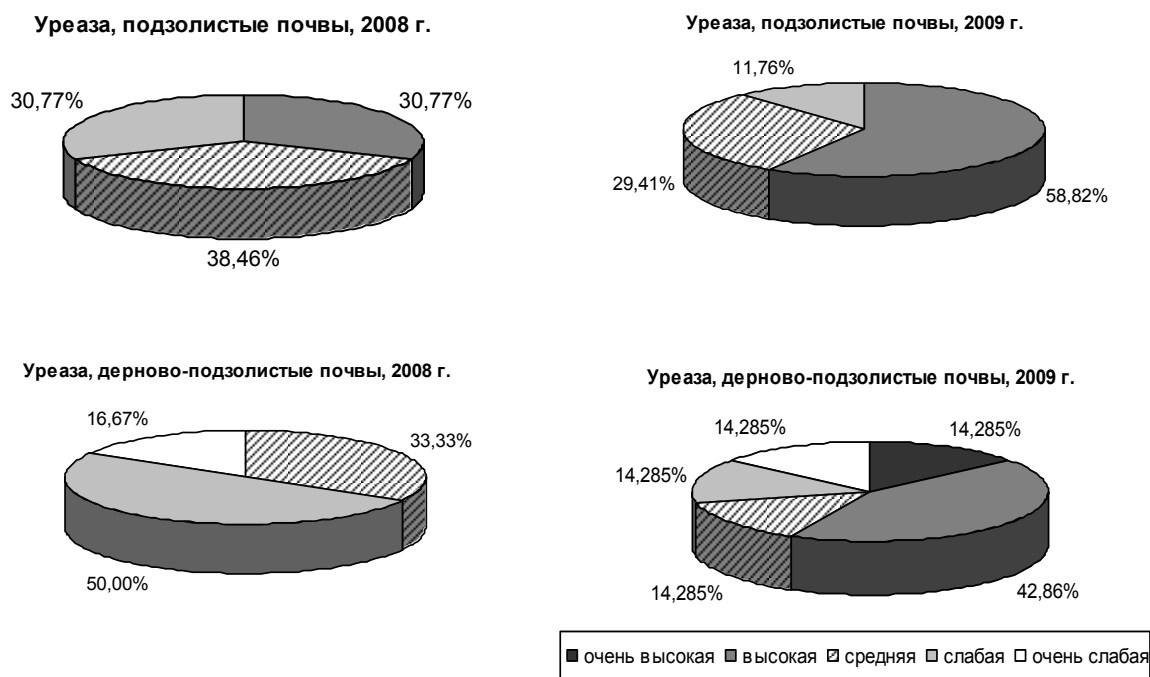 Уреаза, подзолистые почвы, 2008 г.
30,77%
30,77%
38,46%
Уреаза, подзолистые почвы, 2009 г.
11,76%
29,41%
58,82%
Уреаза, дерново-подзолистые почвы, 2008 г.
16,67%
33,33%
50,00%
Уреаза, дерново-подзолистые почвы, 2009 г.
14,285%
14,285%
14,285%
14,285%
42,86%
очень высокая высокая средняя слабая очень слабая